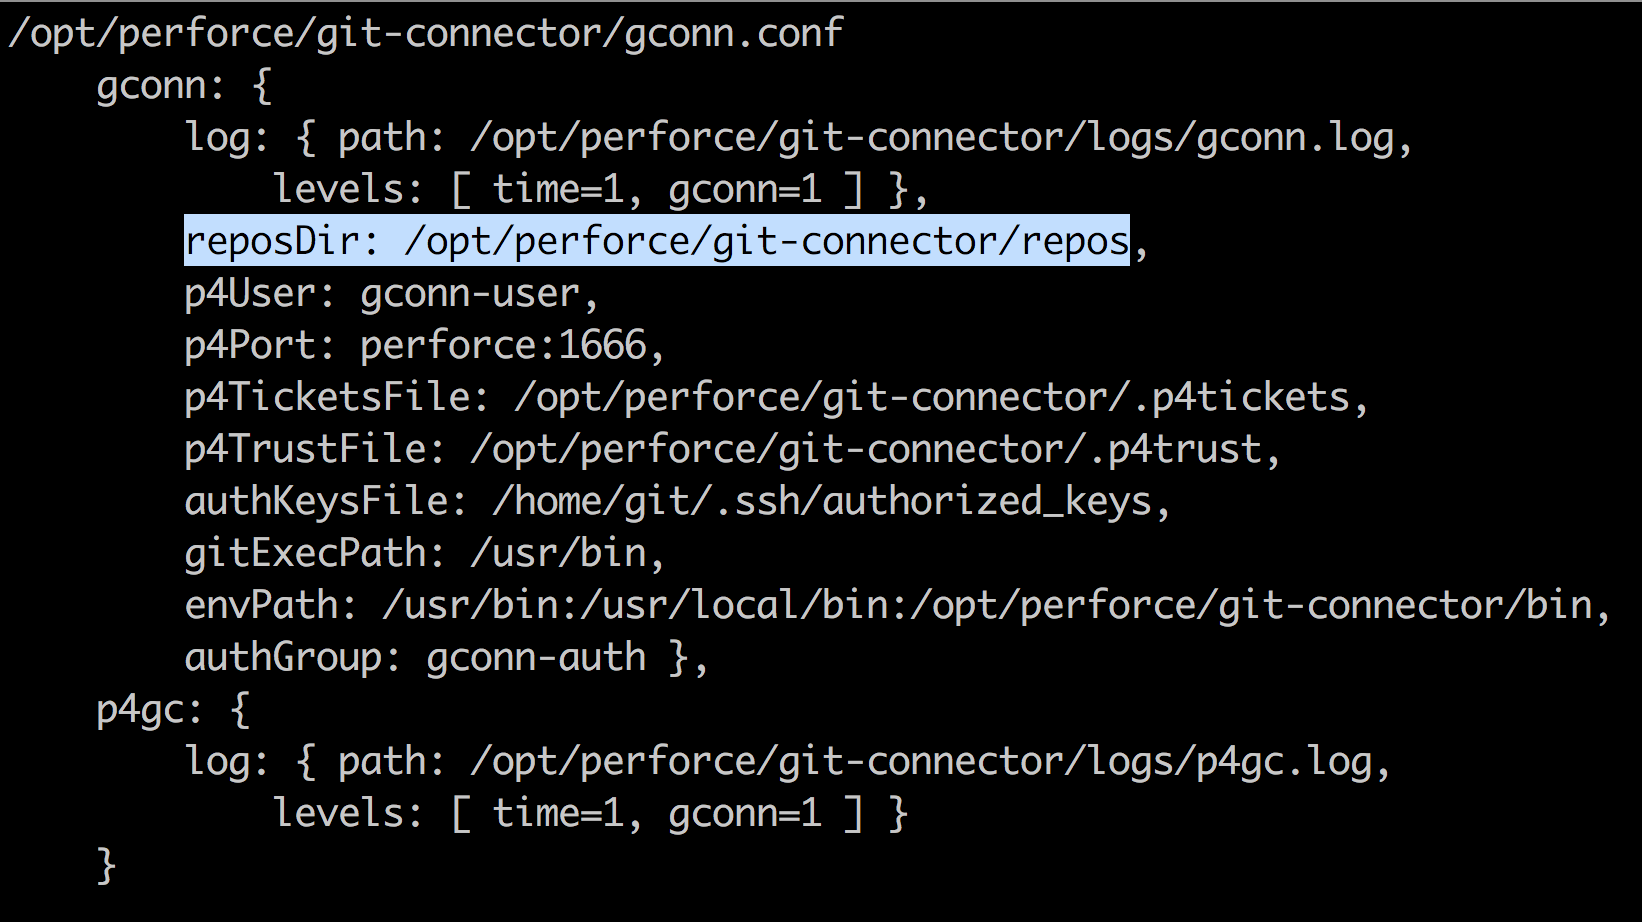 /opt/perforce/git-connector/gconn.conf
gconn: {
log: { path: /opt/perforce/git-connector/logs/gconn.log,
levels: [ time=1, gconn=1 ] },
reposDir: /opt/perforce/git-connector/repos,
p4User: gconn-user,
p4Port: perforce:1666,
p4TicketsFile: /opt/perforce/git-connector/.p4tickets,
p4TrustFile: /opt/perforce/git-connector/.p4trust,
authKeysFile: /home/git/.ssh/authorized_keys,
gitExecPath: /usr/bin,
envPath: /usr/bin:/usr/local/bin:/opt/perforce/git-connector/bin,
authGroup: gconn-auth },
p4gc: {
log: { path: /opt/perforce/git-connector/logs/p4gc.log,
levels: [ time=1, gconn=1 ] }
}